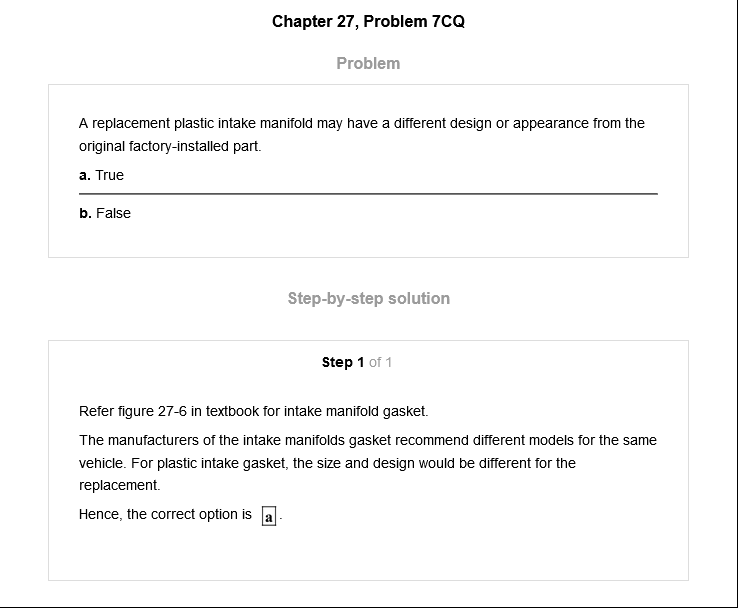 Chapter 27, Problem 7CQ
Problem
A replacement plastic intake manifold may have a different design or appearance from the
original factory-installed part.
a. True
b. False
Step-by-step solution
Step 1 of 1
Refer figure 27-6 in textbook for intake manifold gasket.
The manufacturers of the intake manifolds gasket recommend different models for the same
vehicle. For plastic intake gasket, the size and design would be different for the
replacement.
Hence, the correct option is a.